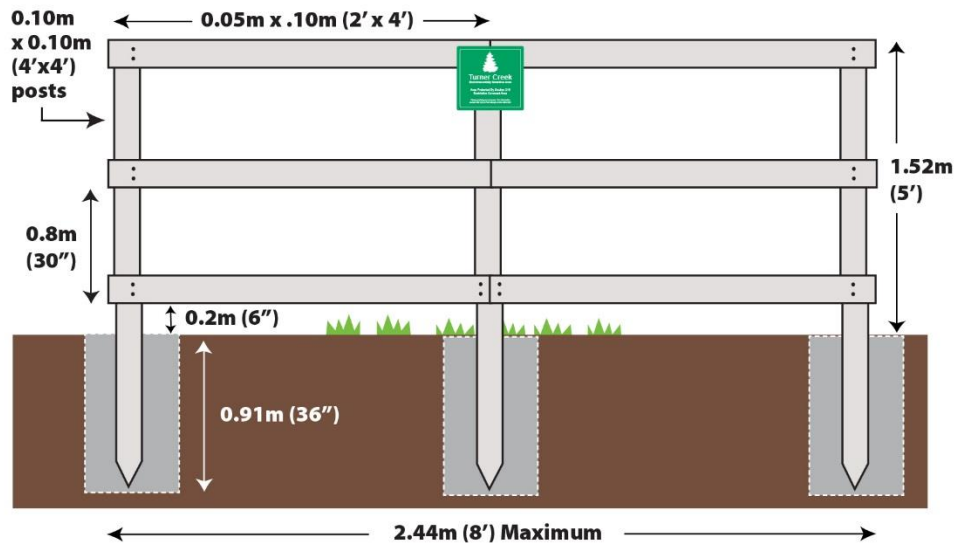 0.10m
x 0.10m
(4’x4’)
posts
0.05m x .10m (2’ x 4’)
Turner Creek
1.52m
(5’)
0.8m
(30”)
0.2m (6”)
0.91m (36”)
2.44m (8’) Maximum